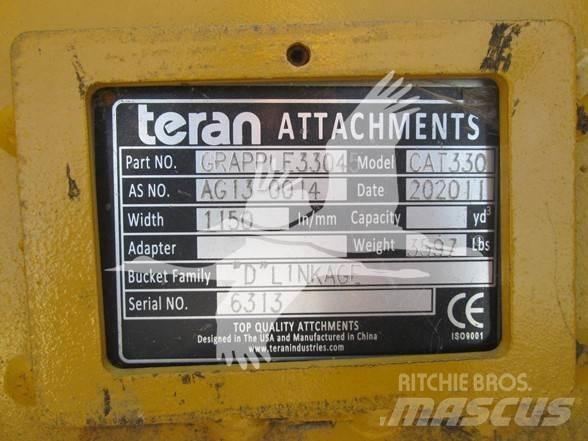 teran ATTACHMENTS
Part NO. GRAPPLE33045 Model CAT330
AS NO. AG13-0014 Date 202011
Width 1150 In/mm Capacity yd³
Adapter Weight 3597 Lbs
Bucket Family "D"LINKAGE
Serial NO. 6313
TOP QUALITY ATTCHMENTS
Designed in The USA and Manufactured in China
www.teranindustries.com
CE
ISO9001
RITCHIE BROS.
MASCUS